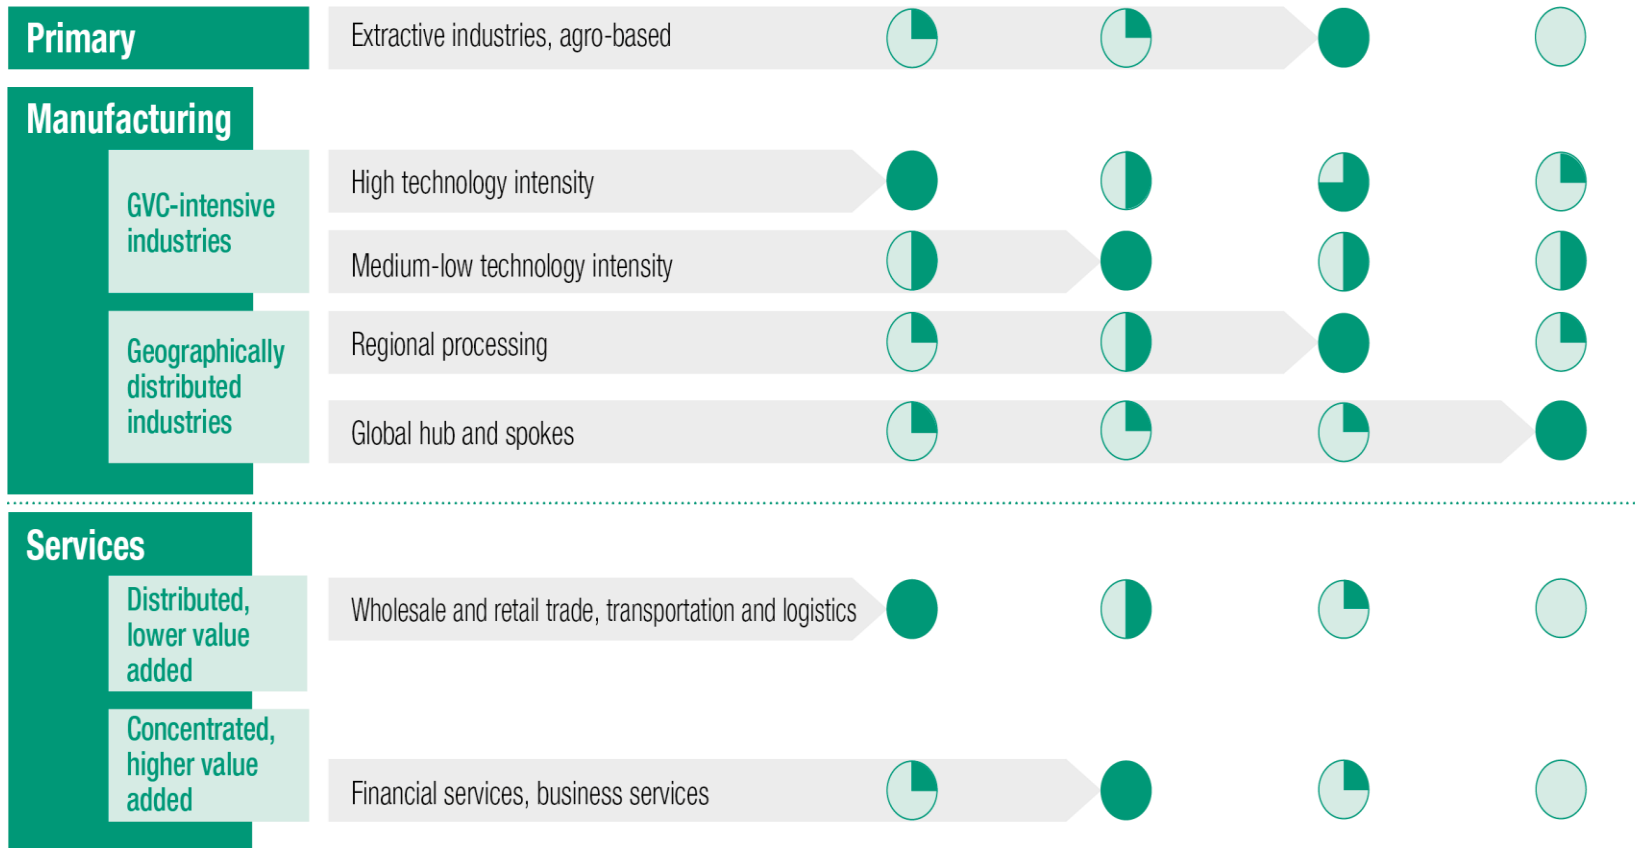 Primary
Extractive industries, agro-based
Manufacturing
GVC-intensive
industries
High technology intensity
Medium-low technology intensity
Geographically
distributed
industries
Regional processing
Global hub and spokes
Services
Distributed,
lower value
added
Wholesale and retail trade, transportation and logistics
Concentrated,
higher value
added
Financial services, business services